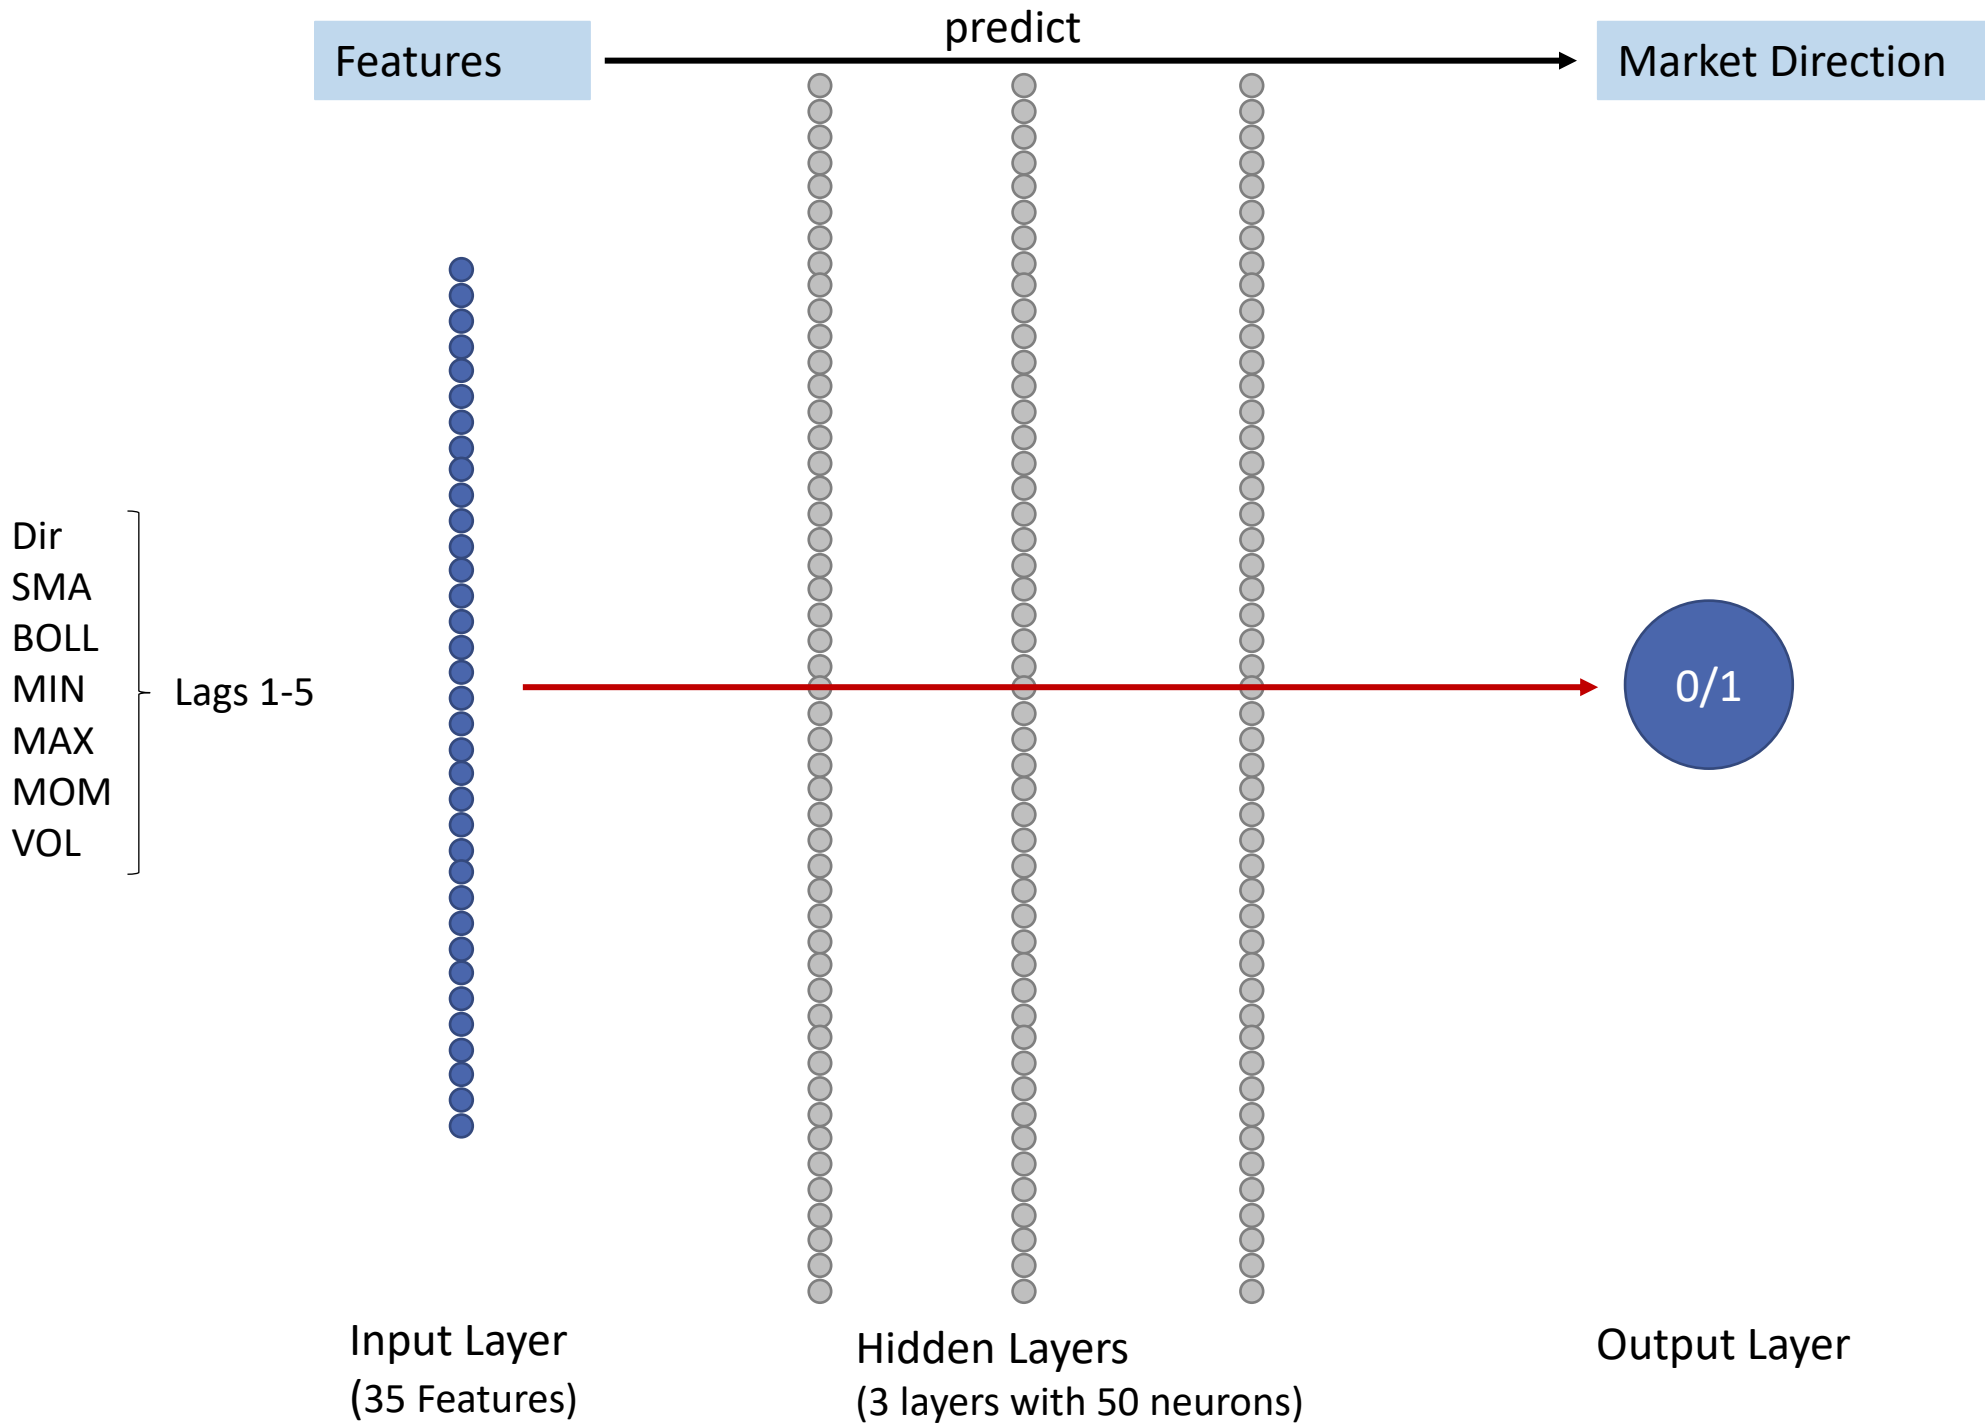 predict
Features
Market Direction
Dir
SMA
BOLL
MIN
MAX
MOM
VOL
Lags 1-5
0/1
Input Layer
(35 Features)
Hidden Layers
(3 layers with 50 neurons)
Output Layer